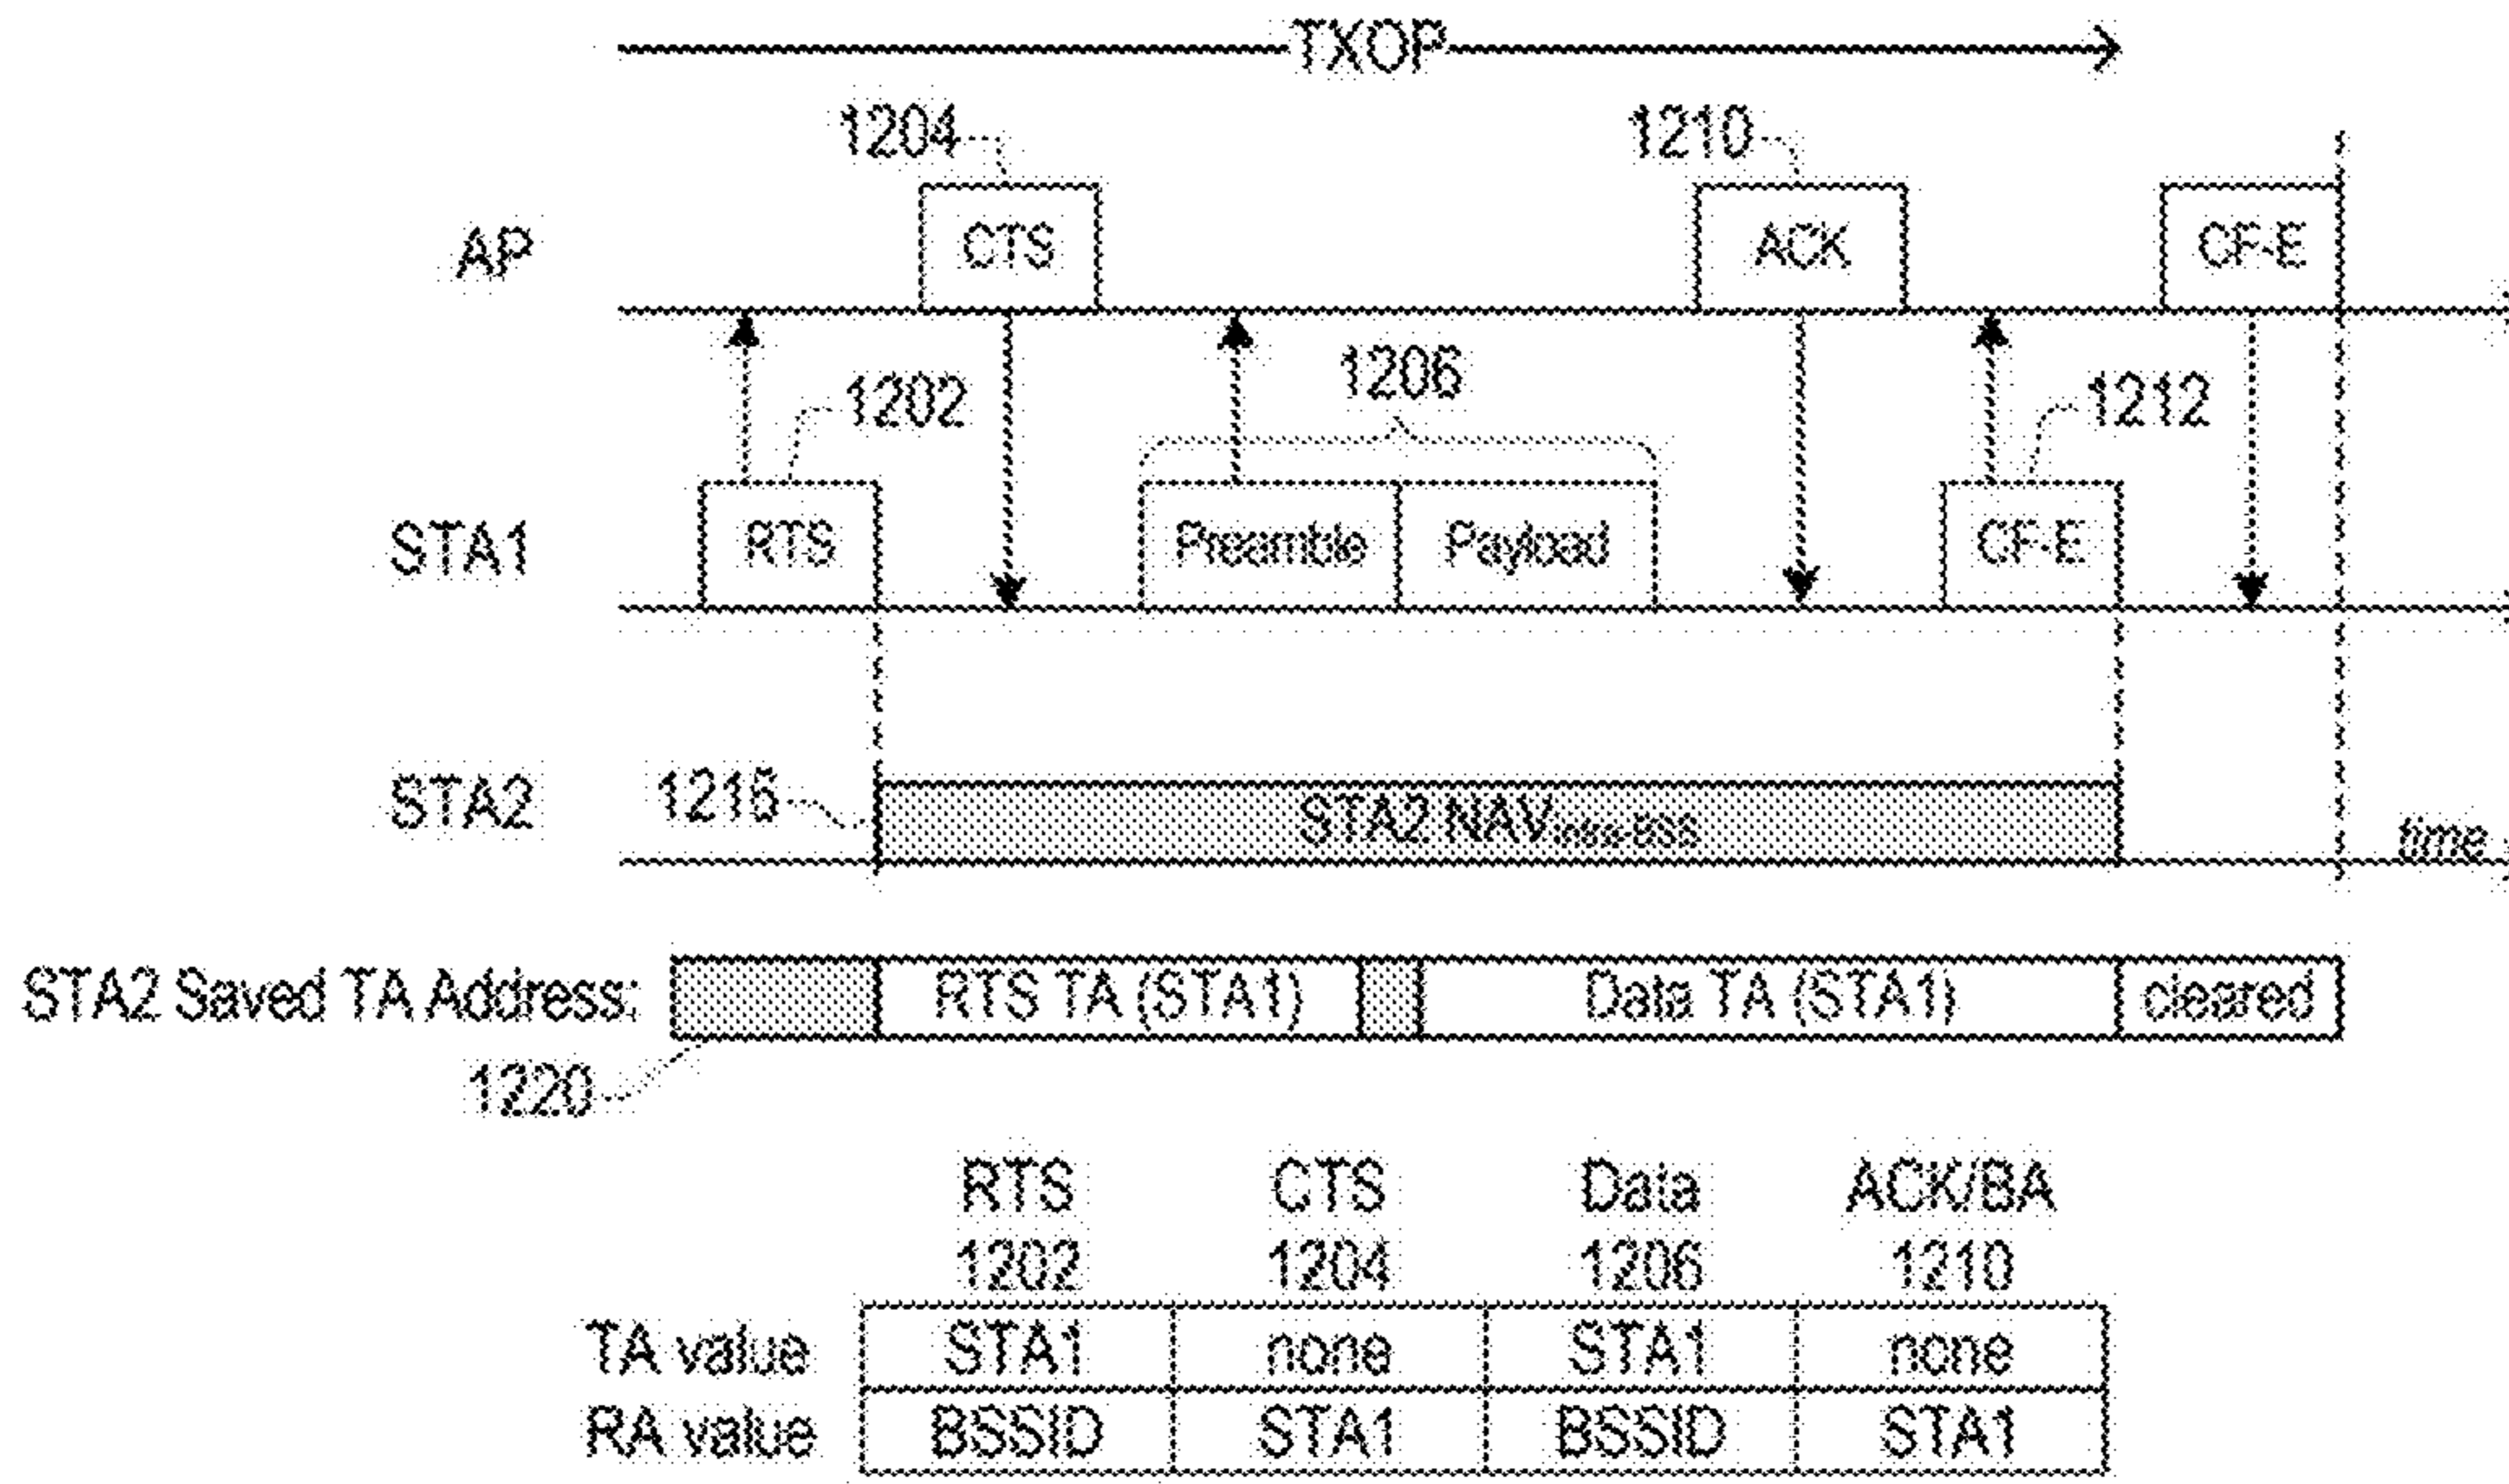 TXOP
1204 1210
AP CTS ACK CF-E
1202 1206 1212
STA1 RTS Preamble Payload CF-E
STA2 1215 STA2 NAVintra-BSS time
STA2 Saved TA Address: RTS TA (STA1) Data TA (STA1) cleared
1220
RTS CTS Data ACK/BA
1202 1204 1206 1210
TA value STA1 none STA1 none
RA value BSSID STA1 BSSID STA1